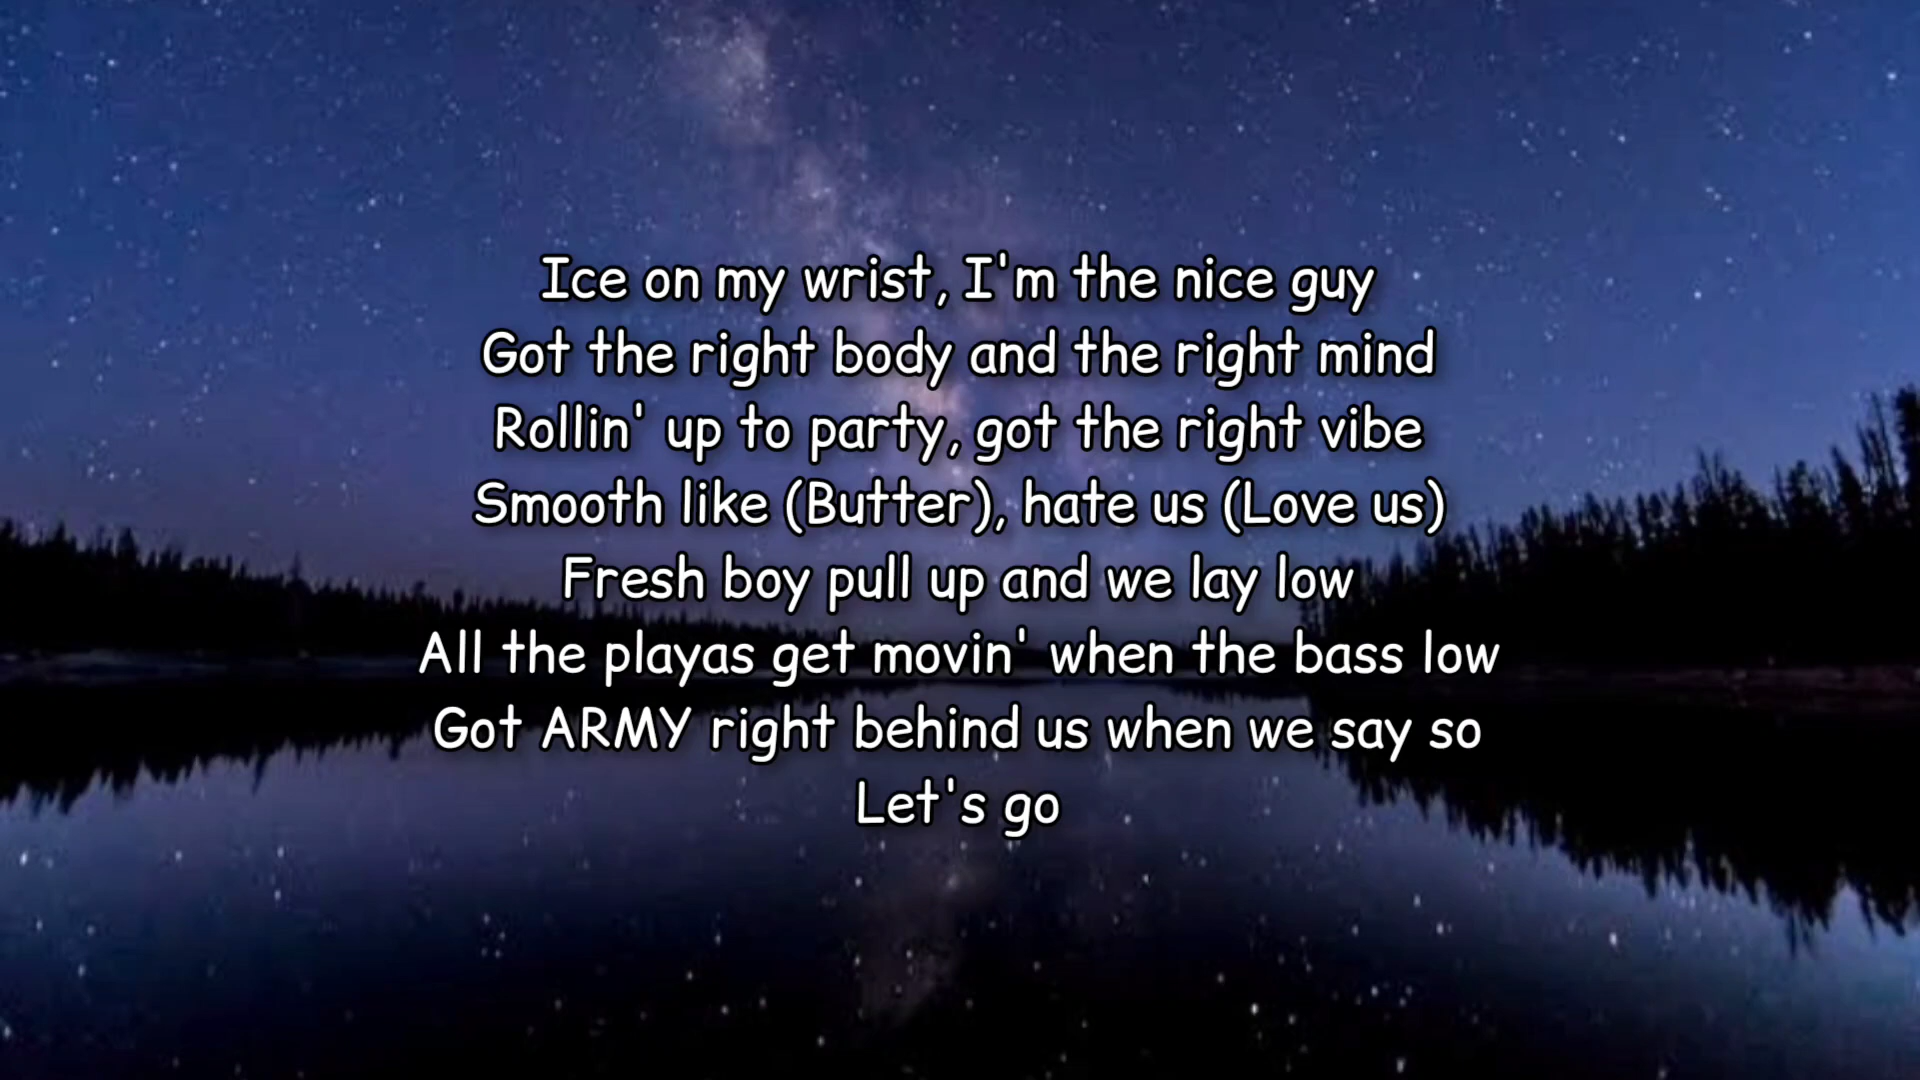 Ice on my wrist, I'm the nice guy
Got the right body and the right mind
Rollin' up to party, got the right vibe
Smooth like (Butter), hate us (Love us)
Fresh boy pull up and we lay low
All the playas get movin' when the bass low
Got ARMY right behind us when we say so
Let's go